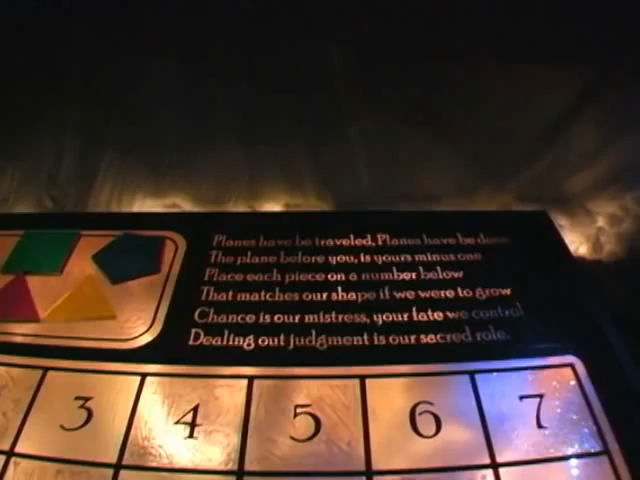 Planes have be traveled, Planes have be done
The plane before you, is yours minus one
Place each piece on a number below
That matches our shape if we were to grow
Chance is our mistress, your fate we control
Dealing out judgment is our sacred role.
3 4 5 6 7